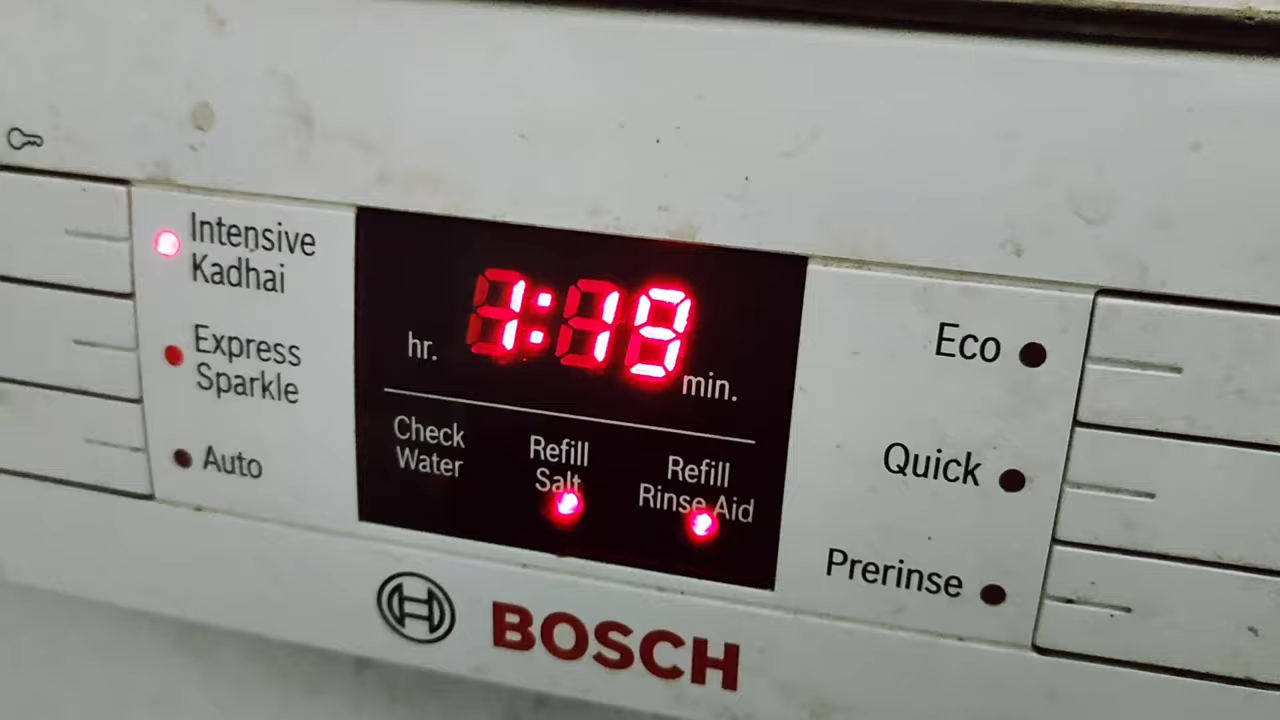 Intensive
Kadhai
Express
Sparkle
Auto
hr. 1:19 min.
Check
Water
Refill
Salt
Refill
Rinse Aid
Eco
Quick
Prerinse
BOSCH